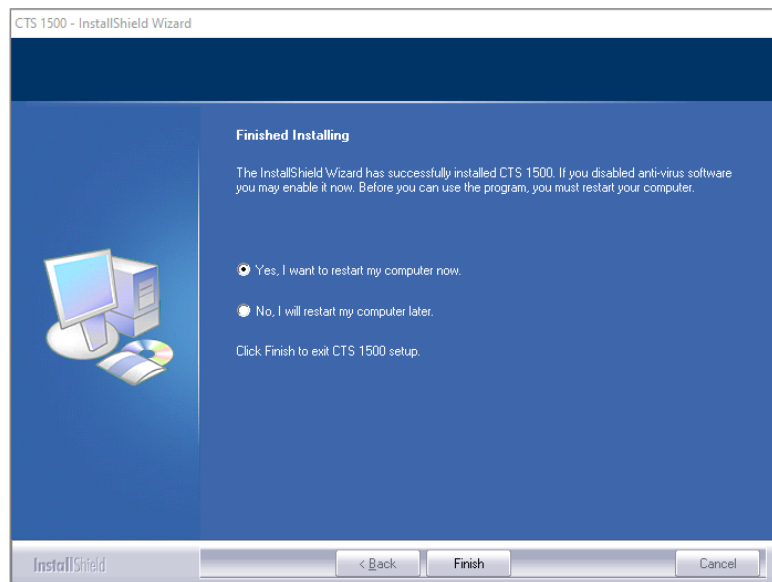 CTS 1500 - InstallShield Wizard
Finished Installing
The InstallShield Wizard has successfully installed CTS 1500. If you disabled anti-virus software
you may enable it now. Before you can use the program, you must restart your computer.
Yes, I want to restart my computer now.
No, I will restart my computer later.
Click Finish to exit CTS 1500 setup.
InstallShield
< Back
Finish
Cancel